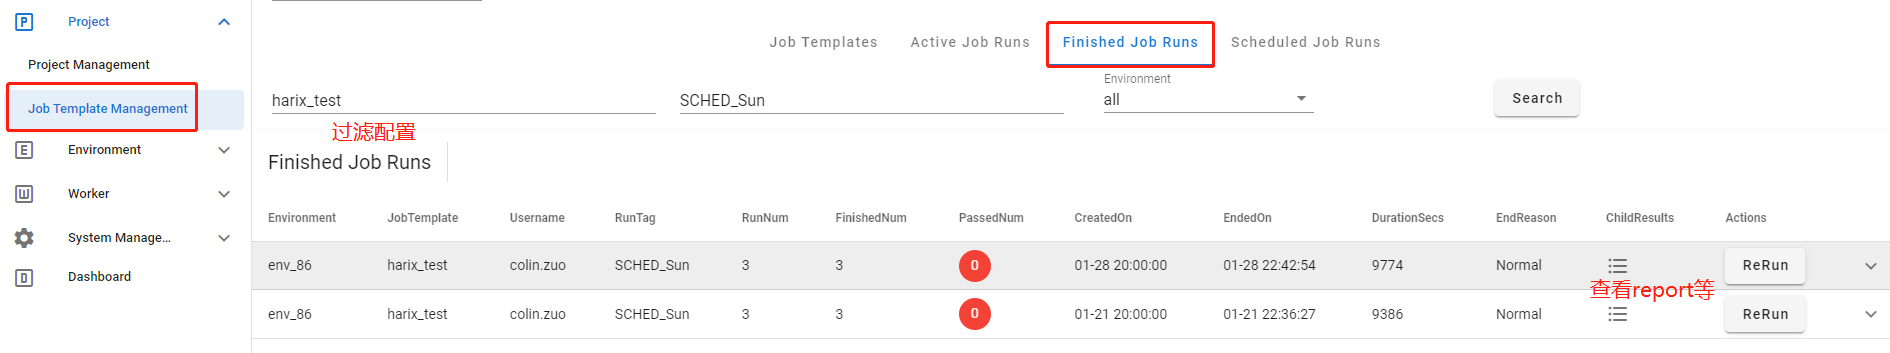 Project
Project Management
Job Template Management
E Environment
W Worker
System Manage...
D Dashboard
Job Templates Active Job Runs Finished Job Runs Scheduled Job Runs
Environment
harix_test SCHED_Sun all Search
过滤配置
Finished Job Runs
Environment JobTemplate Username RunTag RunNum FinishedNum PassedNum CreatedOn EndedOn DurationSecs EndReason ChildResults Actions
env_86 harix_test colin.zuo SCHED_Sun 3 3 0 01-28 20:00:00 01-28 22:42:54 9774 Normal ReRun
查看report等
env_86 harix_test colin.zuo SCHED_Sun 3 3 0 01-21 20:00:00 01-21 22:36:27 9386 Normal ReRun